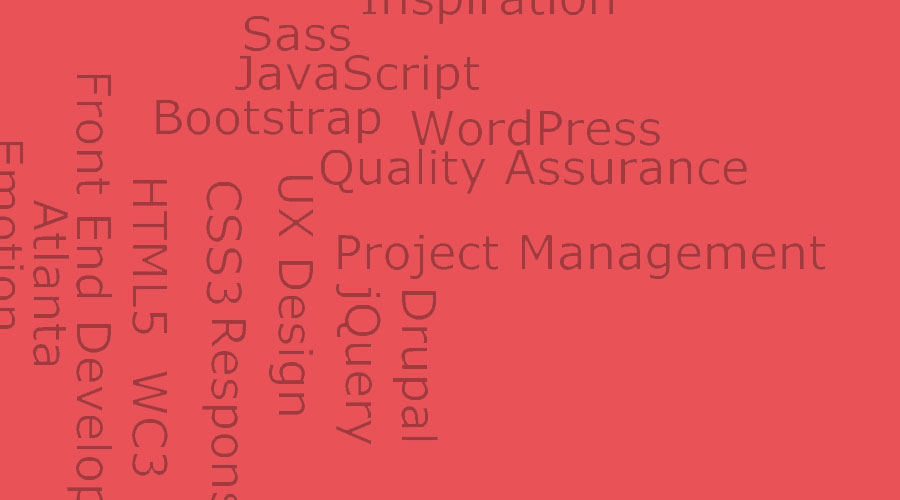 Inspiration
Sass
JavaScript
Bootstrap
WordPress
Quality Assurance
Project Management
Emotion
Atlanta
Front End Develop
HTML5
WC3
CSS3
Respons
UX Design
jQuery
Drupal